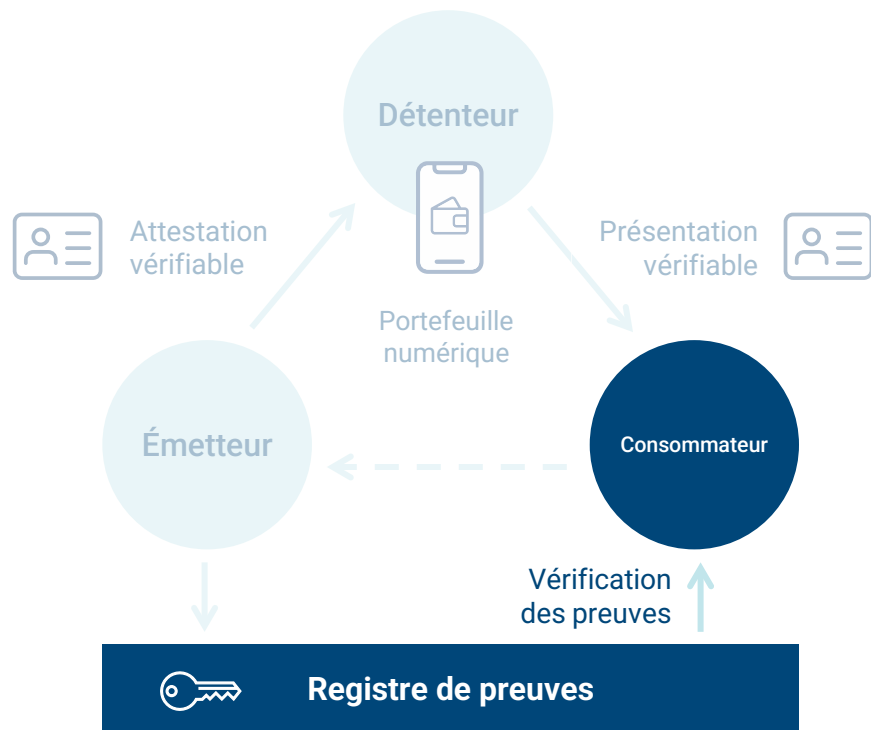 Détenteur
Attestation
vérifiable
Présentation
vérifiable
Portefeuille
numérique
Émetteur
Consommateur
Vérification
des preuves
Registre de preuves